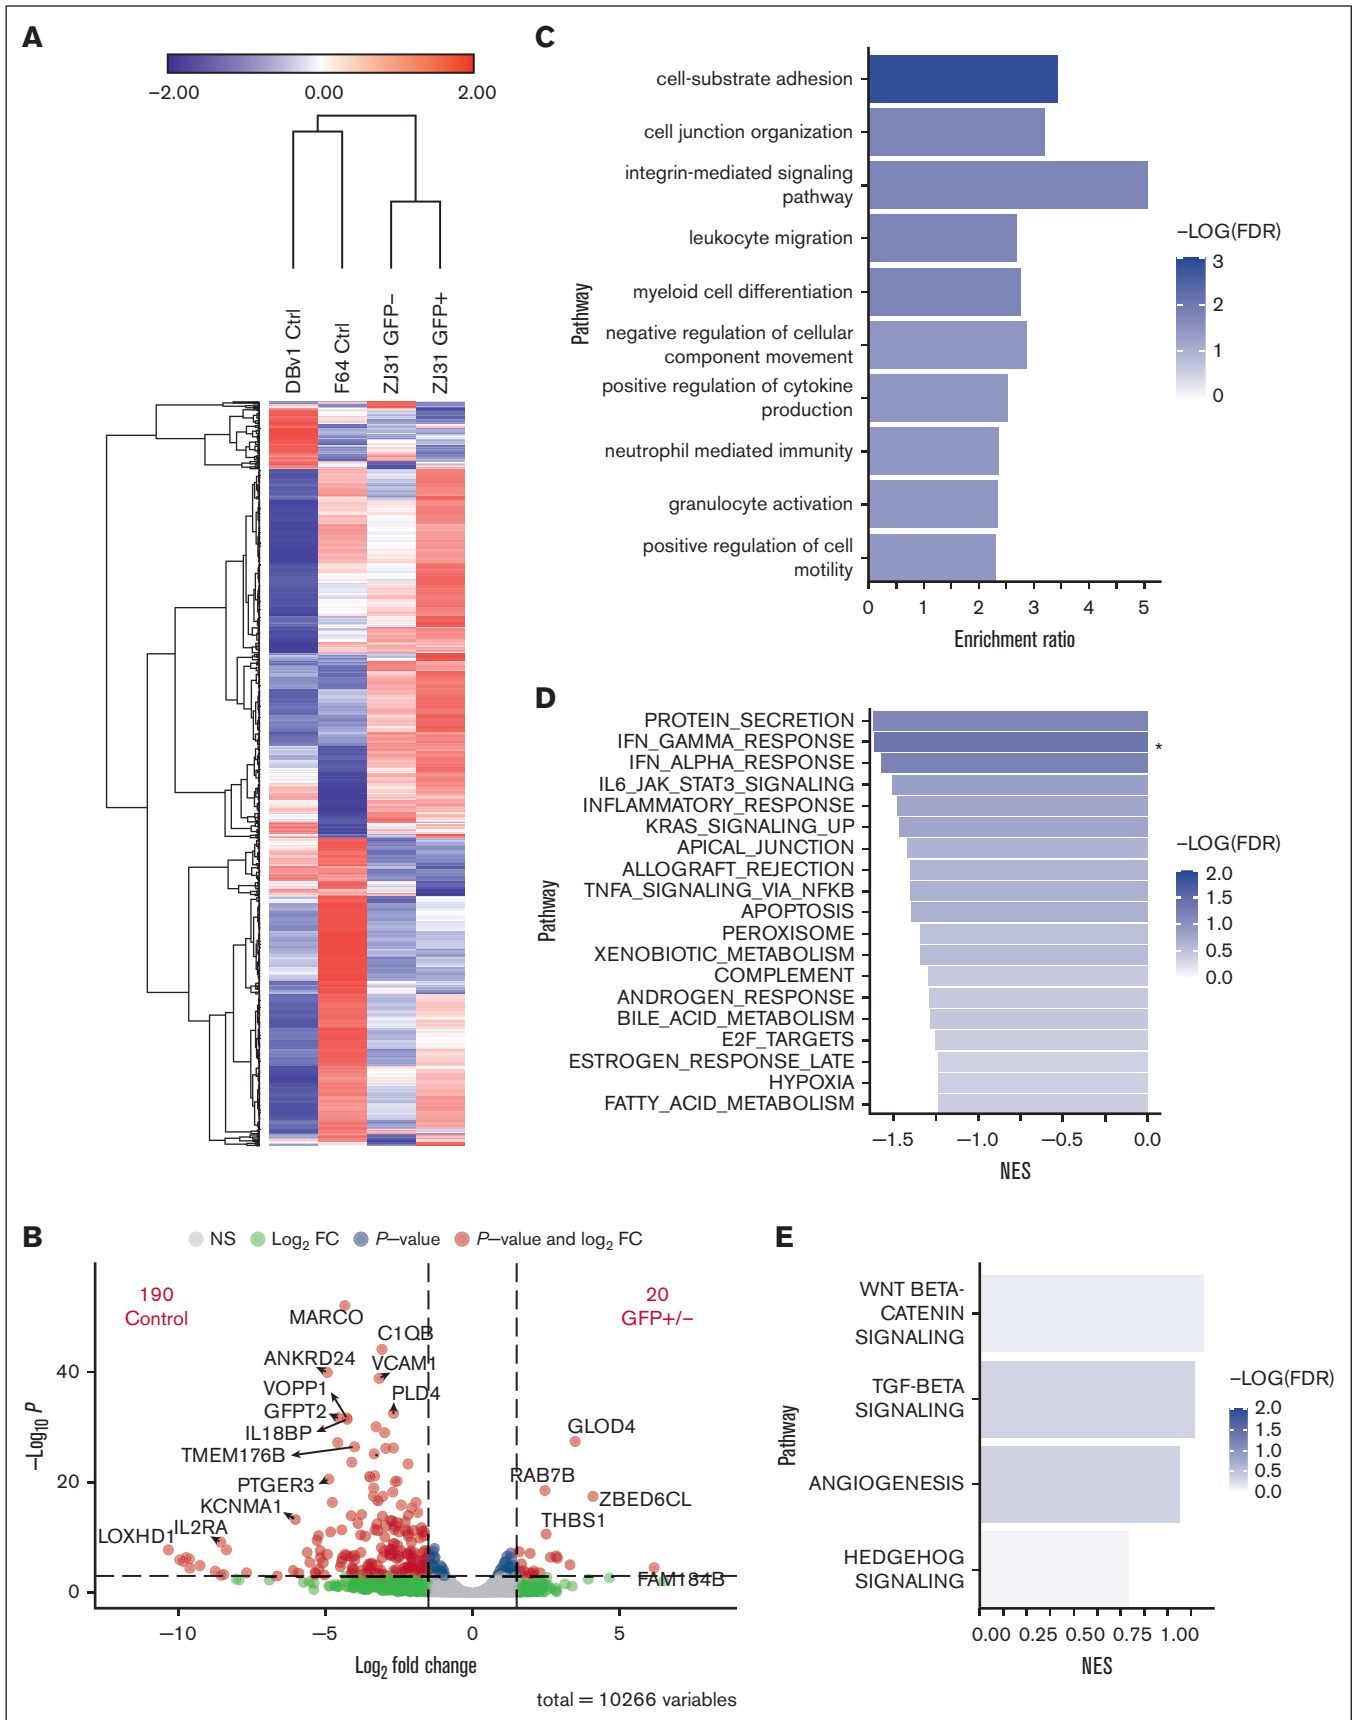 A
−2.00
0.00
2.00
DBv1 Ctrl
F64 Ctrl
ZJ31 GFP−
ZJ31 GFP+
C
cell-substrate adhesion
cell junction organization
integrin-mediated signaling
pathway
leukocyte migration
myeloid cell differentiation
negative regulation of cellular
component movement
positive regulation of cytokine
production
neutrophil mediated immunity
granulocyte activation
positive regulation of cell
motility
Pathway
0 1 2 3 4 5
Enrichment ratio
−LOG(FDR)
3
2
1
0
D
PROTEIN_SECRETION
IFN_GAMMA_RESPONSE
*
IFN_ALPHA_RESPONSE
IL6_JAK_STAT3_SIGNALING
INFLAMMATORY_RESPONSE
KRAS_SIGNALING_UP
APICAL_JUNCTION
ALLOGRAFT_REJECTION
TNFA_SIGNALING_VIA_NFKB
APOPTOSIS
PEROXISOME
XENOBIOTIC_METABOLISM
COMPLEMENT
ANDROGEN_RESPONSE
BILE_ACID_METABOLISM
E2F_TARGETS
ESTROGEN_RESPONSE_LATE
HYPOXIA
FATTY_ACID_METABOLISM
Pathway
−1.5 −1.0 −0.5 0.0
NES
−LOG(FDR)
2.0
1.5
1.0
0.5
0.0
B
NS Log2 FC P−value P−value and log2 FC
190
Control
20
GFP+/−
MARCO
C1QB
ANKRD24
VCAM1
VOPP1
PLD4
GFPT2
IL18BP
TMEM176B
PTGER3
KCNMA1
LOXHD1
IL2RA
GLOD4
RAB7B
ZBED6CL
THBS1
FAM184B
−Log10 P
40
20
0
−10 −5 0 5
Log2 fold change
total = 10266 variables
E
WNT BETA-
CATENIN
SIGNALING
TGF-BETA
SIGNALING
ANGIOGENESIS
HEDGEHOG
SIGNALING
Pathway
0.00 0.25 0.50 0.75 1.00
NES
−LOG(FDR)
2.0
1.5
1.0
0.5
0.0